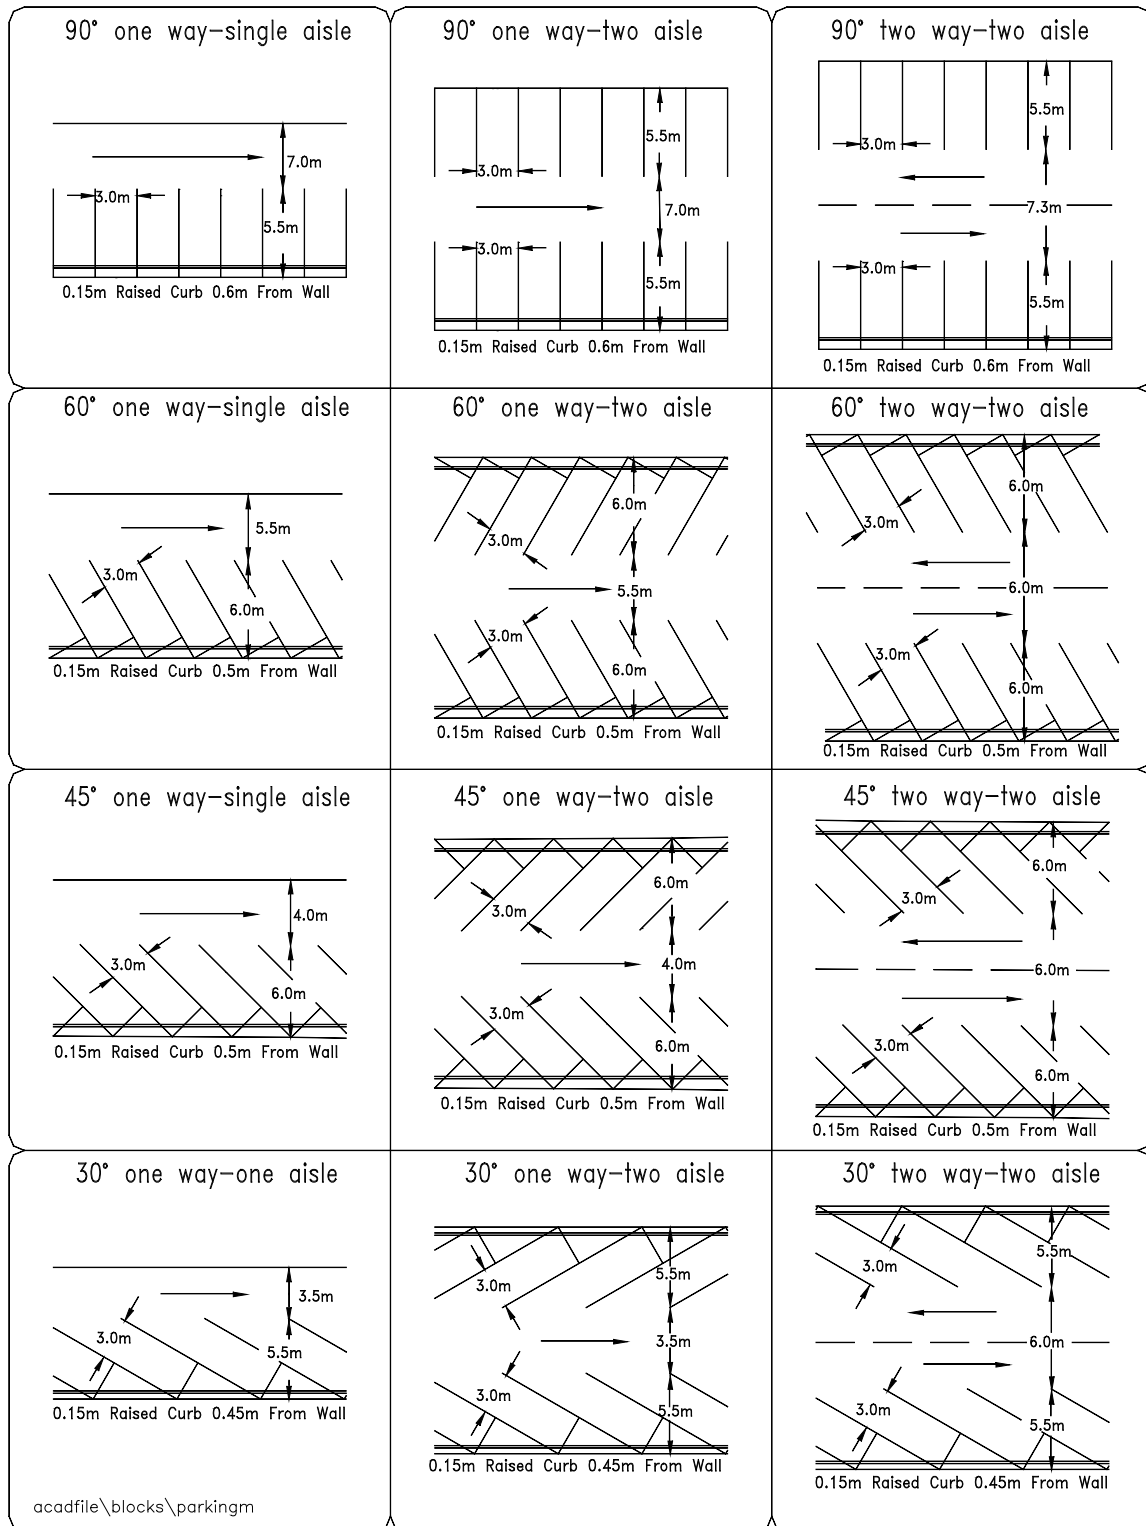 90° one way-single aisle
7.0m
3.0m
5.5m
0.15m Raised Curb 0.6m From Wall
90° one way-two aisle
5.5m
3.0m
7.0m
3.0m
5.5m
0.15m Raised Curb 0.6m From Wall
90° two way-two aisle
5.5m
3.0m
7.3m
3.0m
5.5m
0.15m Raised Curb 0.6m From Wall
60° one way-single aisle
5.5m
3.0m
6.0m
0.15m Raised Curb 0.5m From Wall
60° one way-two aisle
6.0m
3.0m
5.5m
3.0m
6.0m
0.15m Raised Curb 0.5m From Wall
60° two way-two aisle
6.0m
3.0m
6.0m
3.0m
6.0m
0.15m Raised Curb 0.5m From Wall
45° one way-single aisle
4.0m
3.0m
6.0m
0.15m Raised Curb 0.5m From Wall
45° one way-two aisle
6.0m
3.0m
4.0m
3.0m
6.0m
0.15m Raised Curb 0.5m From Wall
45° two way-two aisle
6.0m
3.0m
6.0m
3.0m
6.0m
0.15m Raised Curb 0.5m From Wall
30° one way-one aisle
3.5m
3.0m
5.5m
0.15m Raised Curb 0.45m From Wall
30° one way-two aisle
5.5m
3.0m
3.5m
3.0m
5.5m
0.15m Raised Curb 0.45m From Wall
30° two way-two aisle
5.5m
3.0m
6.0m
3.0m
5.5m
0.15m Raised Curb 0.45m From Wall
acadfile\blocks\parkingm